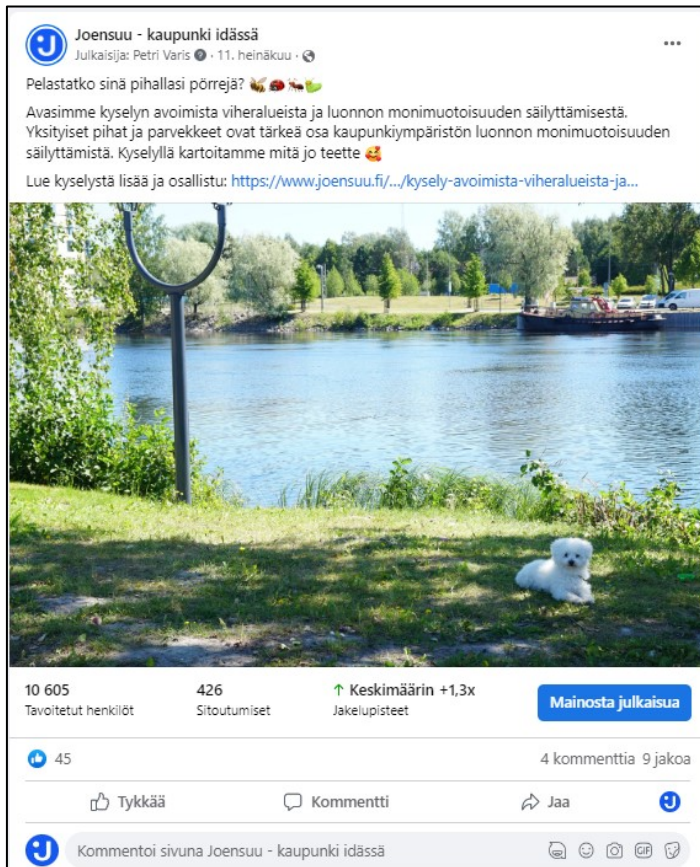 Joensuu - kaupunki idässä
Julkaisija: Petri Varis · 11. heinäkuu ·
Pelastatko sinä pihallasi pörrejä? 🐝🐞🐜🐛
Avasimme kyselyn avoimista viheralueista ja luonnon monimuotoisuuden säilyttämisestä.
Yksityiset pihat ja parvekkeet ovat tärkeä osa kaupunkiympäristön luonnon monimuotoisuuden
säilyttämistä. Kyselyllä kartoitamme mitä jo teette 🥰
Lue kyselystä lisää ja osallistu: https://www.joensuu.fi/.../kysely-avoimista-viheralueista-ja...
10 605 426 ↑ Keskimäärin +1,3x
Tavoitetut henkilöt Sitoutumiset Jakelupisteet Mainosta julkaisua
45 4 kommenttia 9 jakoa
Tykkää Kommentti Jaa
Kommentoi sivuna Joensuu - kaupunki idässä GIF